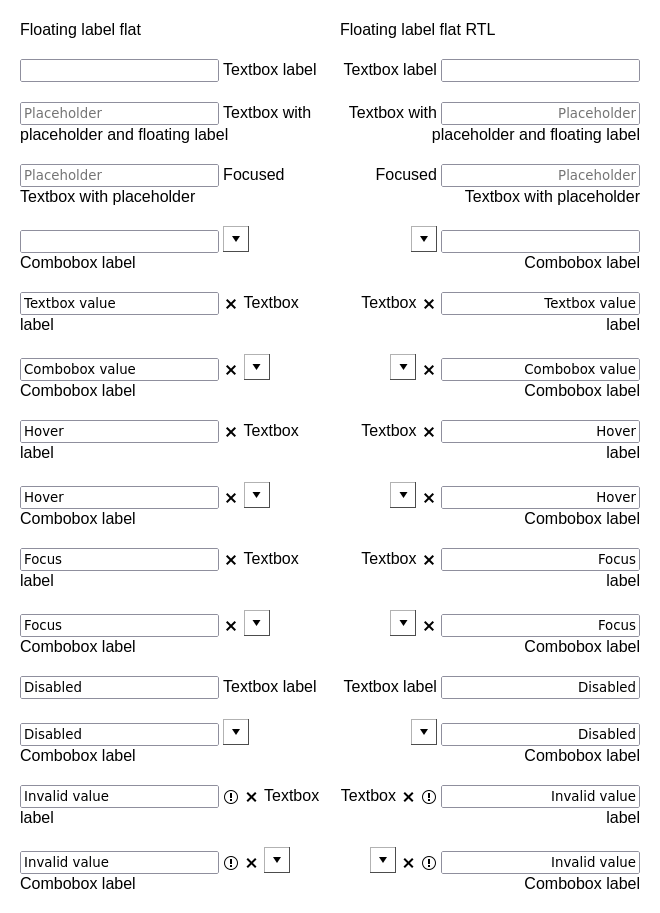 Floating label flat
Textbox label
Placeholder Textbox with
placeholder and floating label
Placeholder Focused
Textbox with placeholder
Combobox label
Textbox value Textbox
label
Combobox value
Combobox label
Hover Textbox
label
Hover
Combobox label
Focus Textbox
label
Focus
Combobox label
Disabled Textbox label
Disabled
Combobox label
Invalid value Textbox
label
Invalid value
Combobox label
Floating label flat RTL
Textbox label
Textbox with Placeholder
placeholder and floating label
Focused Placeholder
Textbox with placeholder
Combobox label
Textbox Textbox value
label
Combobox value
Combobox label
Textbox Hover
label
Hover
Combobox label
Textbox Focus
label
Focus
Combobox label
Textbox label Disabled
Disabled
Combobox label
Textbox Invalid value
label
Invalid value
Combobox label